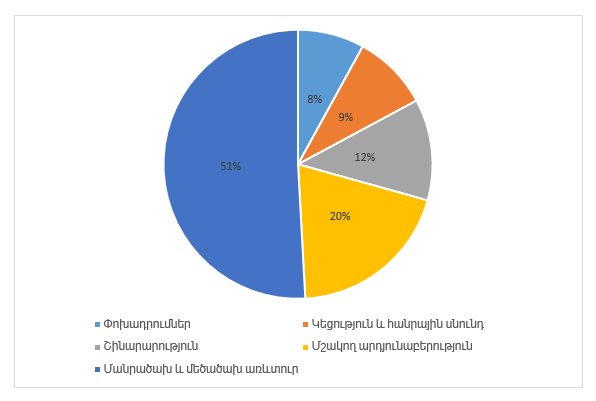 8%
9%
12%
20%
51%
Փոխադրումներ
Կեցություն և հանրային սնունդ
Շինարարություն
Մշակող արդյունաբերություն
Մանրածախ և մեծածախ առևտուր